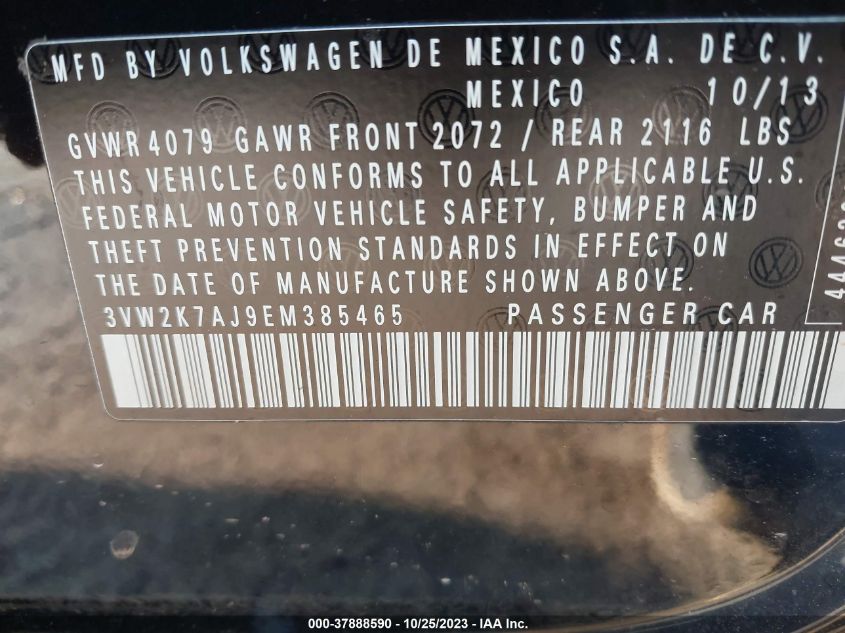 MFD BY VOLKSWAGEN DE MEXICO S.A. DE C.V.
MEXICO 10/13
GVWR 4079 GAWR FRONT 2072 / REAR 2116 LBS
THIS VEHICLE CONFORMS TO ALL APPLICABLE U.S.
FEDERAL MOTOR VEHICLE SAFETY, BUMPER AND
THEFT PREVENTION STANDARDS IN EFFECT ON
THE DATE OF MANUFACTURE SHOWN ABOVE.
3VW2K7AJ9EM385465 PASSENGER CAR
000-37888590 - 10/25/2023 - IAA Inc.